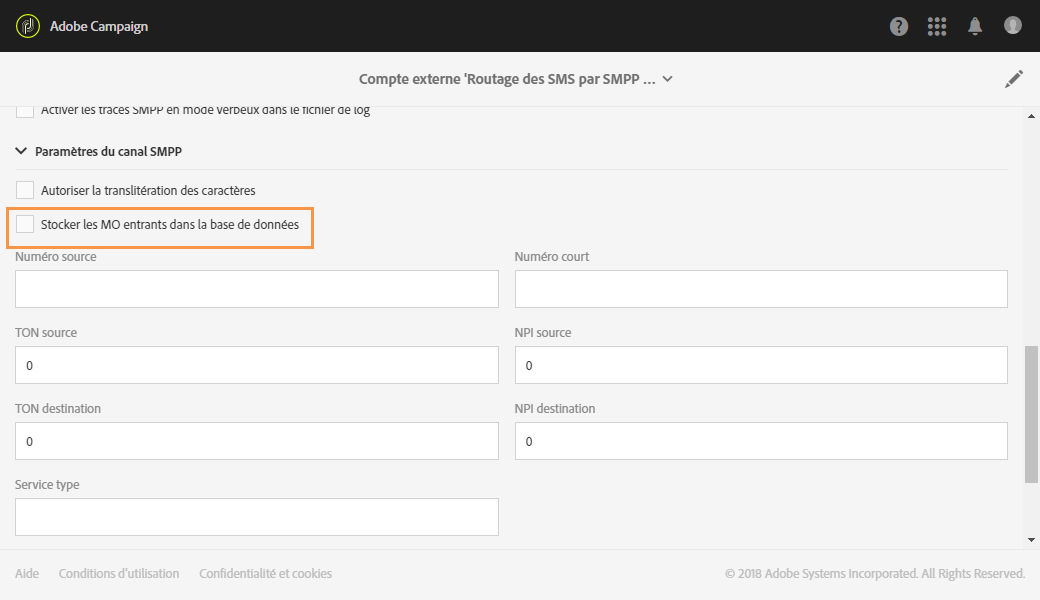 Adobe Campaign
Compte externe 'Routage des SMS par SMPP ...
Activer les traces SMPP en mode verbeux dans le fichier de log
Paramètres du canal SMPP
Autoriser la translitération des caractères
Stocker les MO entrants dans la base de données
Numéro source
Numéro court
TON source
NPI source
0
0
TON destination
NPI destination
0
0
Service type
Aide Conditions d'utilisation Confidentialité et cookies © 2018 Adobe Systems Incorporated. All Rights Reserved.